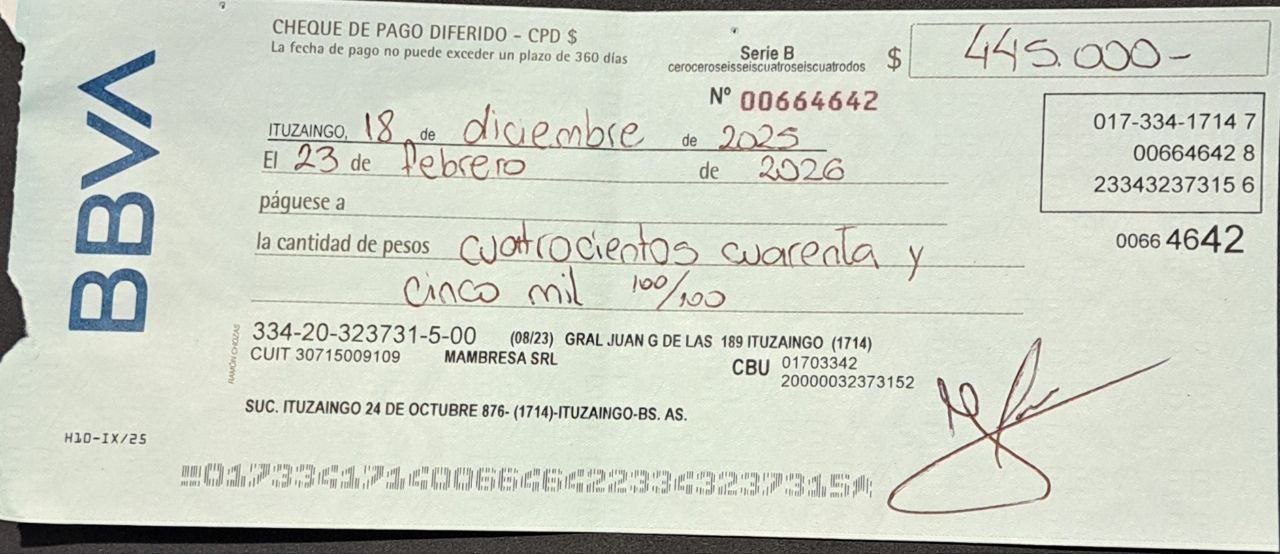 BBVA
CHEQUE DE PAGO DIFERIDO - CPD $
La fecha de pago no puede exceder un plazo de 360 días
Serie B
ceroceroseisseiscuatroseiscuatrodos
$ 445.000-
Nº 00664642
017-334-1714 7
00664642 8
23343237315 6
0066 4642
ITUZAINGO, 18 de diciembre de 2025
El 23 de febrero de 2026
páguese a
la cantidad de pesos cuatrocientos cuarenta y
cinco mil 100/100
334-20-323731-5-00 (08/23) GRAL JUAN G DE LAS 189 ITUZAINGO (1714)
CUIT 30715009109 MAMBRESA SRL CBU 01703342
20000032373152
SUC. ITUZAINGO 24 DE OCTUBRE 876- (1714)-ITUZAINGO-BS. AS.
RAMÓN CHOZAS
H10-IX/25
01733417140066464223343237315